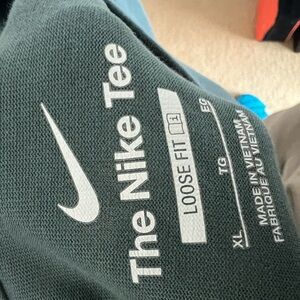 The Nike Tee
LOOSE FIT
XL TG EG
MADE IN VIETNAM
FABRIQUÉ AU VIETNAM